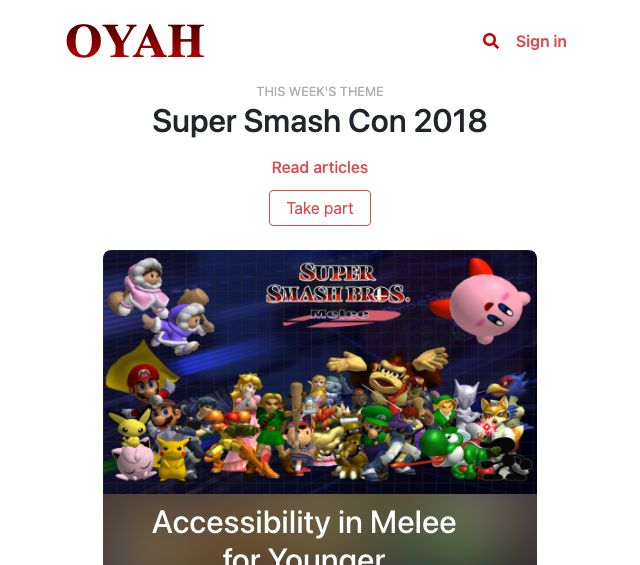 OYAH
Sign in
THIS WEEK'S THEME
Super Smash Con 2018
Read articles
Take part
SUPER
SMASH BROS.
Melee
Accessibility in Melee
for Younger